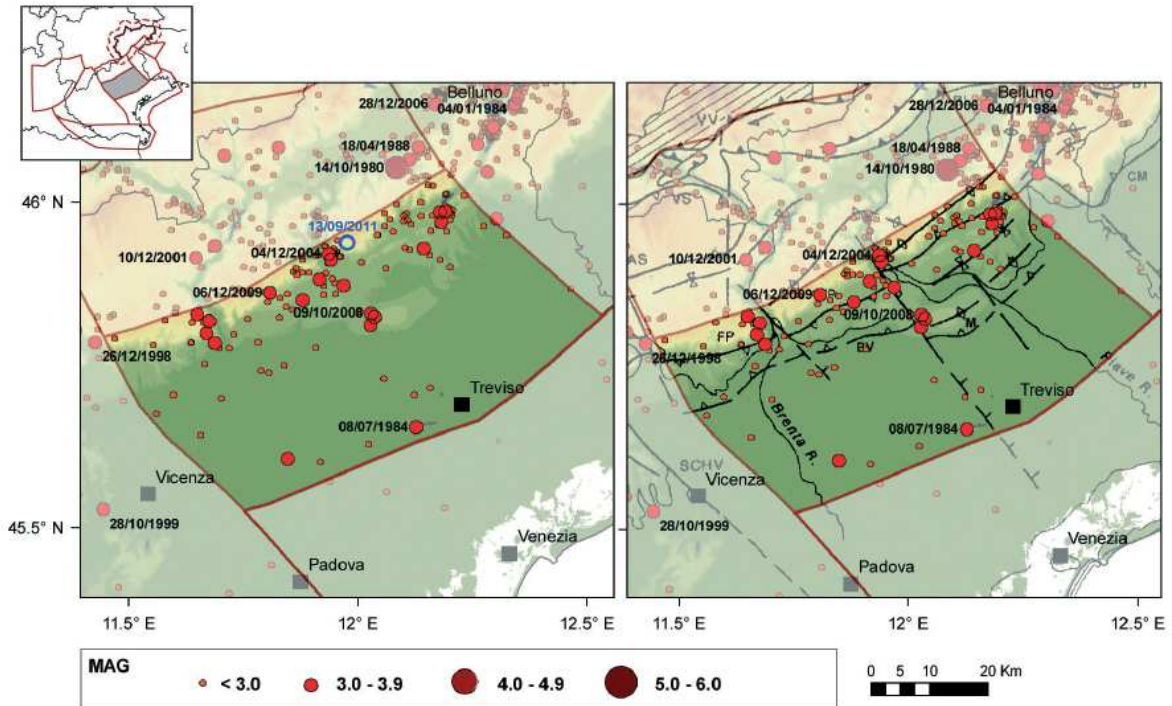 Belluno
28/12/2006
04/01/1984
18/04/1988
14/10/1980
46° N
13/09/2011
04/12/2004
10/12/2001
06/12/2009
09/10/2008
26/12/1998
Treviso
08/07/1984
Vicenza
45.5° N
28/10/1999
Venezia
Padova
11.5° E
12° E
12.5° E
Belluno
28/12/2006
04/01/1984
VV
18/04/1988
14/10/1980
CM
VS
04/12/2004
AS
10/12/2001
06/12/2009
09/10/2008
M
FP
BV
26/12/1998
Piave R.
Treviso
Brenta R.
08/07/1984
SCHV
Vicenza
28/10/1999
Venezia
Padova
11.5° E
12° E
12.5° E
MAG
< 3.0
3.0 - 3.9
4.0 - 4.9
5.0 - 6.0
0 5 10 20 Km